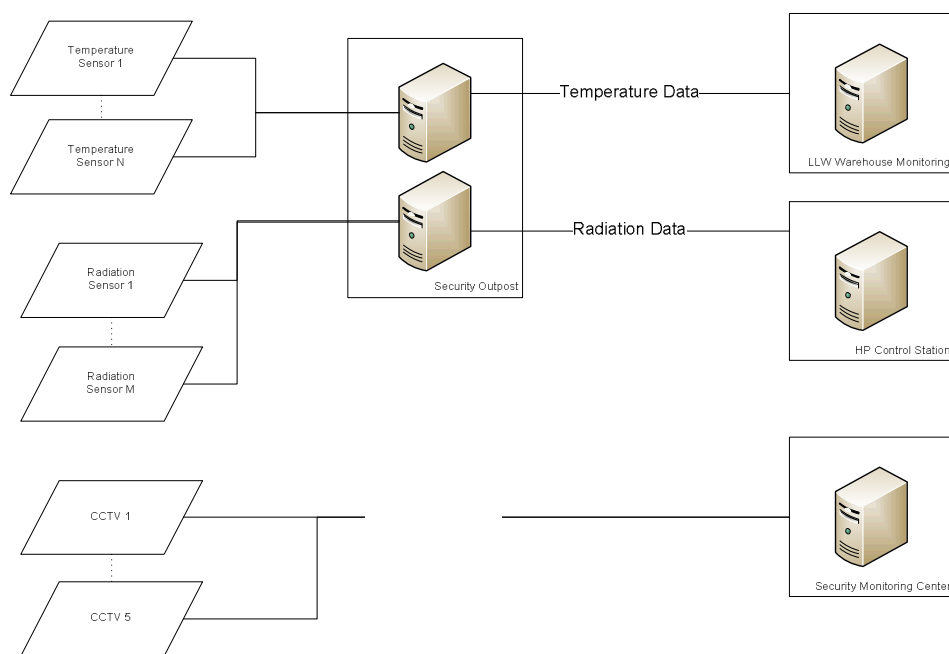 Temperature
Sensor 1
Temperature
Sensor N
Temperature Data
LLW Warehouse Monitoring
Radiation
Sensor 1
Radiation
Sensor M
Security Outpost
Radiation Data
HP Control Station
CCTV 1
CCTV 5
Security Monitoring Center